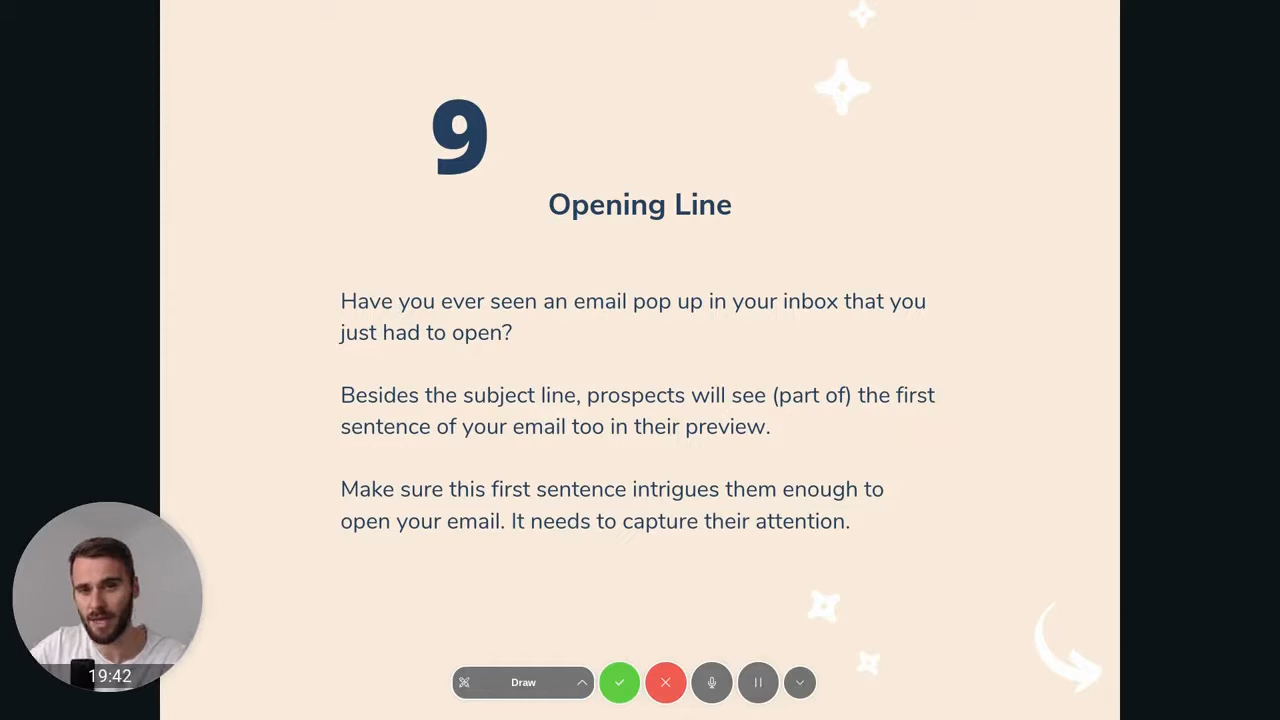 9
Opening Line
Have you ever seen an email pop up in your inbox that you
just had to open?
Besides the subject line, prospects will see (part of) the first
sentence of your email too in their preview.
Make sure this first sentence intrigues them enough to
open your email. It needs to capture their attention.
19:42
Draw